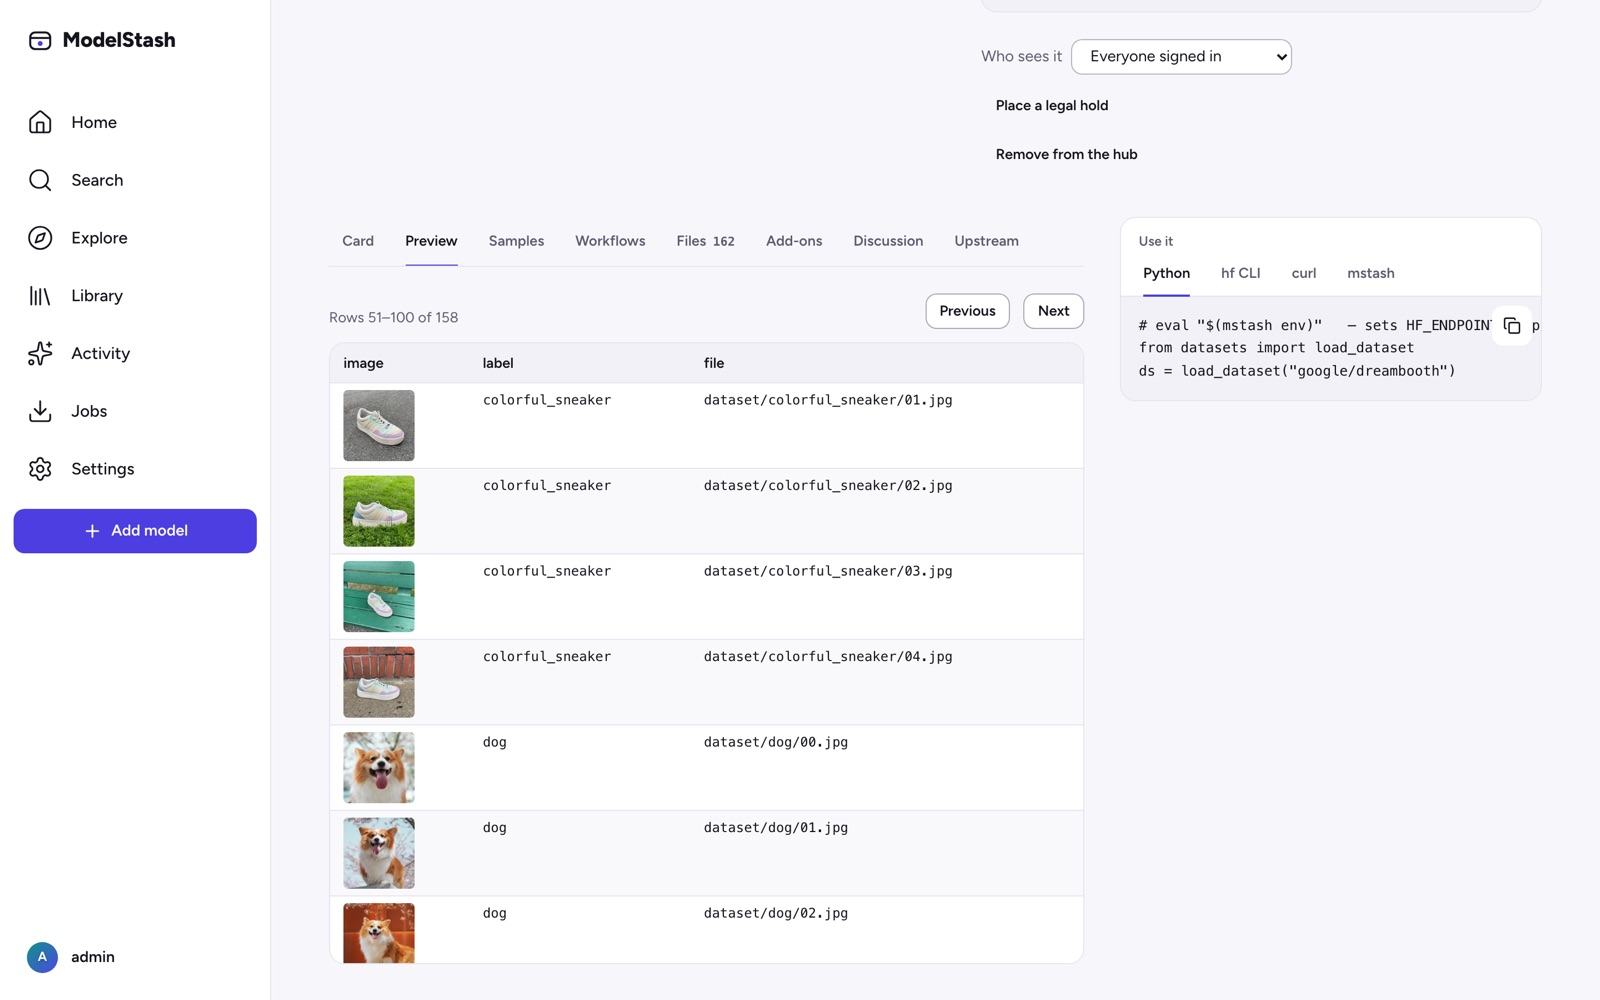 ModelStash
Home
Search
Explore
Library
Activity
Jobs
Settings
Add model
A
admin
Who sees it
Everyone signed in
Place a legal hold
Remove from the hub
Card
Preview
Samples
Workflows
Files 162
Add-ons
Discussion
Upstream
Rows 51–100 of 158
Previous
Next
image label file
colorful_sneaker dataset/colorful_sneaker/01.jpg
colorful_sneaker dataset/colorful_sneaker/02.jpg
colorful_sneaker dataset/colorful_sneaker/03.jpg
colorful_sneaker dataset/colorful_sneaker/04.jpg
dog dataset/dog/00.jpg
dog dataset/dog/01.jpg
dog dataset/dog/02.jpg
Use it
Python
hf CLI
curl
mstash
# eval "$(mstash env)" — sets HF_ENDPOINT
from datasets import load_dataset
ds = load_dataset("google/dreambooth")